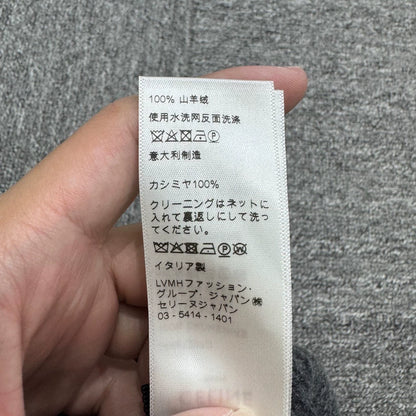 100% 山羊绒
使用水洗网反面洗涤
意大利制造
カシミヤ100%
クリーニングはネットに
入れて裏返しにして洗っ
てください。
イタリア製
LVMHファッション・
グループ・ジャパン㈱
セリーヌジャパン
03 - 5414 - 1401